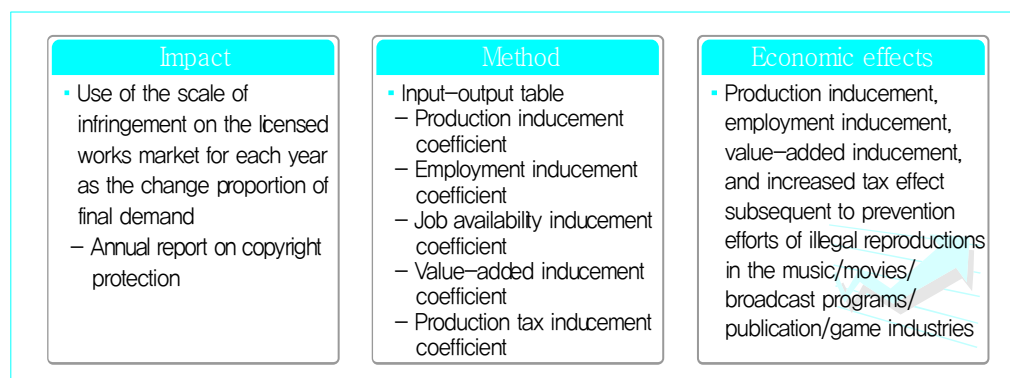 Impact
▪ Use of the scale of
infringement on the licensed
works market for each year
as the change proportion of
final demand
– Annual report on copyright
protection
Method
▪ Input–output table
– Production inducement
coefficient
– Employment inducement
coefficient
– Job availability inducement
coefficient
– Value–added inducement
coefficient
– Production tax inducement
coefficient
Economic effects
▪ Production inducement,
employment inducement,
value–added inducement,
and increased tax effect
subsequent to prevention
efforts of illegal reproductions
in the music/movies/
broadcast programs/
publication/game industries